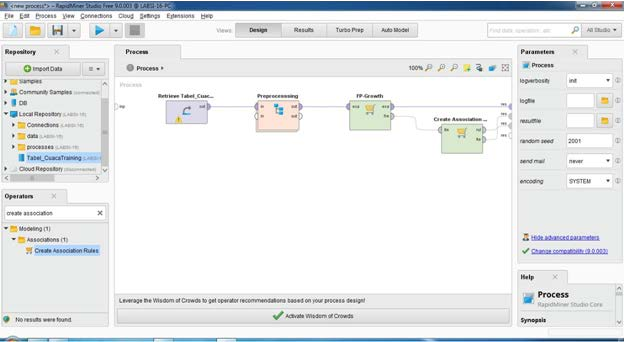 <new process*> – RapidMiner Studio Free 9.0.003 @ LABSI-16-PC
File Edit Process View Connections Cloud Settings Extensions Help
Views: Design Results Turbo Prep Auto Model
Find data, operators...etc All Studio
Repository
Import Data
Samples
Community Samples (disconnected)
DB
Local Repository (LABSI-16)
Connections (LABSI-16)
data (LABSI-16)
processes (LABSI-16)
Tabel_CuacaTraining (LABSI-
Cloud Repository (disconnected)
Operators
create association
Modeling (1)
Associations (1)
Create Association Rules
No results were found.
Process
Process
100%
Process
inp
Retrieve Tabel_Cuac...
out
Preprocessing
in
in
out
out
FP-Growth
exa
exa
fre
Create Association ...
ite
rul
ite
res
res
Leverage the Wisdom of Crowds to get operator recommendations based on your process design!
Activate Wisdom of Crowds
Parameters
Process
logverbosity init
logfile
resultfile
random seed 2001
send mail never
encoding SYSTEM
Hide advanced parameters
Change compatibility (9.0.003)
Help
Process
RapidMiner Studio Core
Synopsis